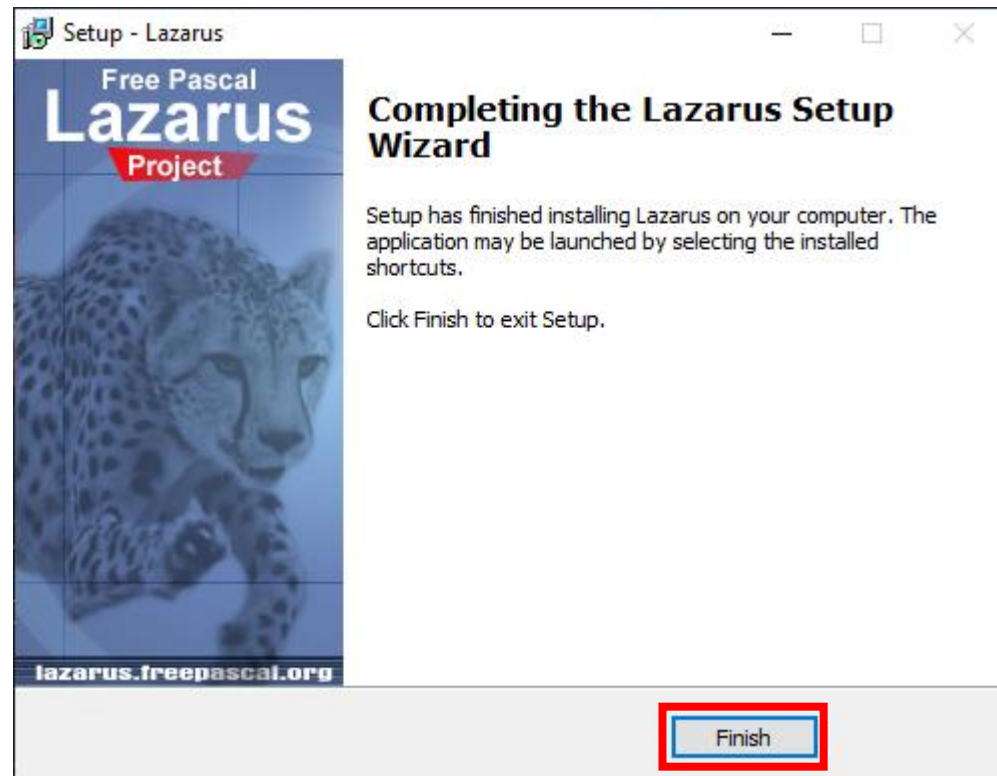 Setup - Lazarus
Free Pascal
Lazarus
Project
Completing the Lazarus Setup
Wizard
Setup has finished installing Lazarus on your computer. The
application may be launched by selecting the installed
shortcuts.
Click Finish to exit Setup.
lazarus.freepascal.org
Finish